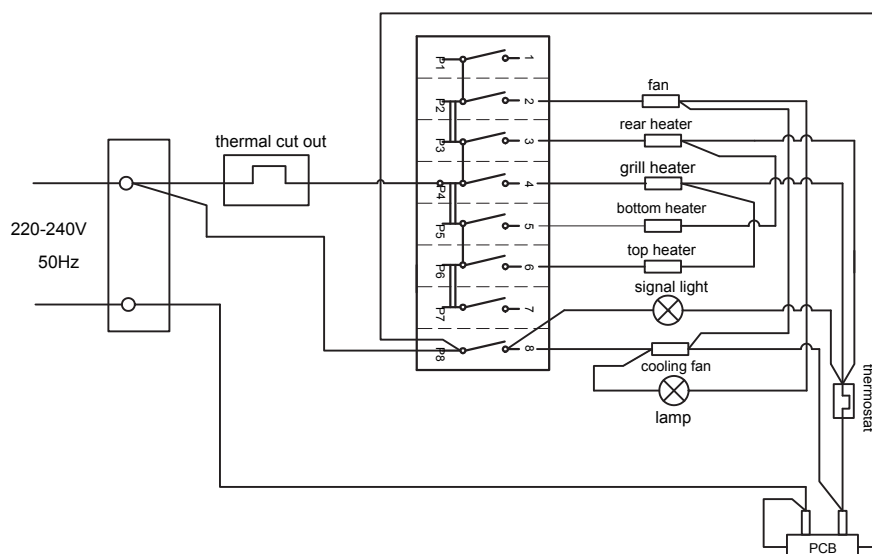 P1 1
P2 2 fan
P3 3 rear heater
thermal cut out
P4 4 grill heater
220-240V
P5 5 bottom heater
50Hz
P6 6 top heater
P7 7 signal light
P8 8 cooling fan
lamp
thermostat
PCB